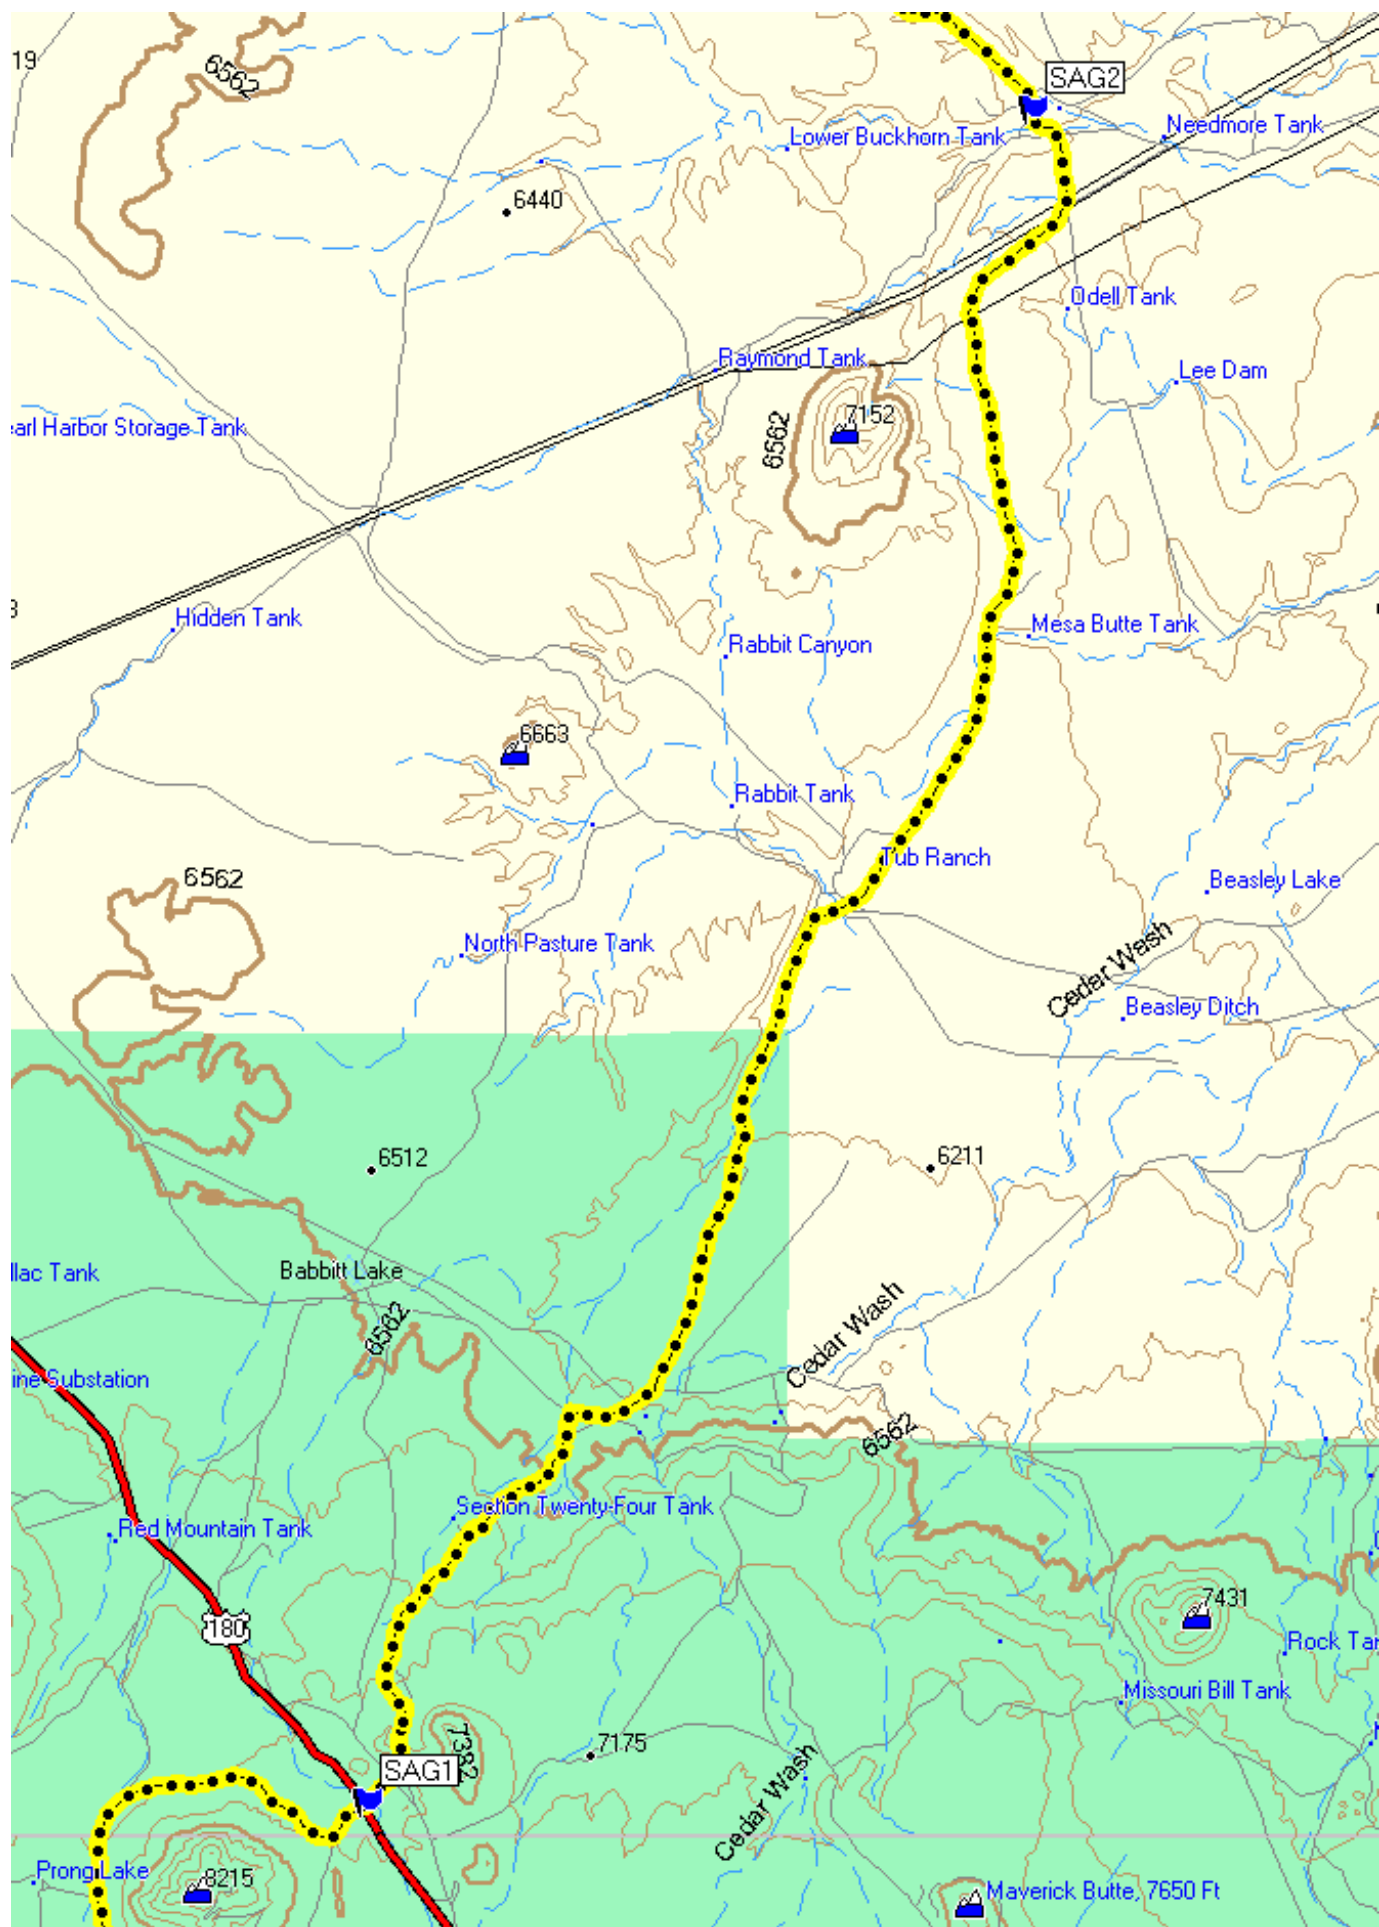 19
6562
SAG2
Needmore Tank
Lower Buckhorn Tank
6440
Odell Tank
Raymond Tank
Lee Dam
7152
6562
earl Harbor Storage Tank
Hidden Tank
Mesa Butte Tank
Rabbit Canyon
6663
Rabbit Tank
Tub Ranch
6562
Beasley Lake
North Pasture Tank
Cedar Wash
Beasley Ditch
6512
6211
llac Tank
Babbitt Lake
6562
Cedar Wash
ine Substation
6562
Section Twenty-Four Tank
Red Mountain Tank
7431
180
Rock Tan
Missouri Bill Tank
7382
7175
SAG1
Cedar Wash
Prong Lake
8215
Maverick Butte, 7650 Ft